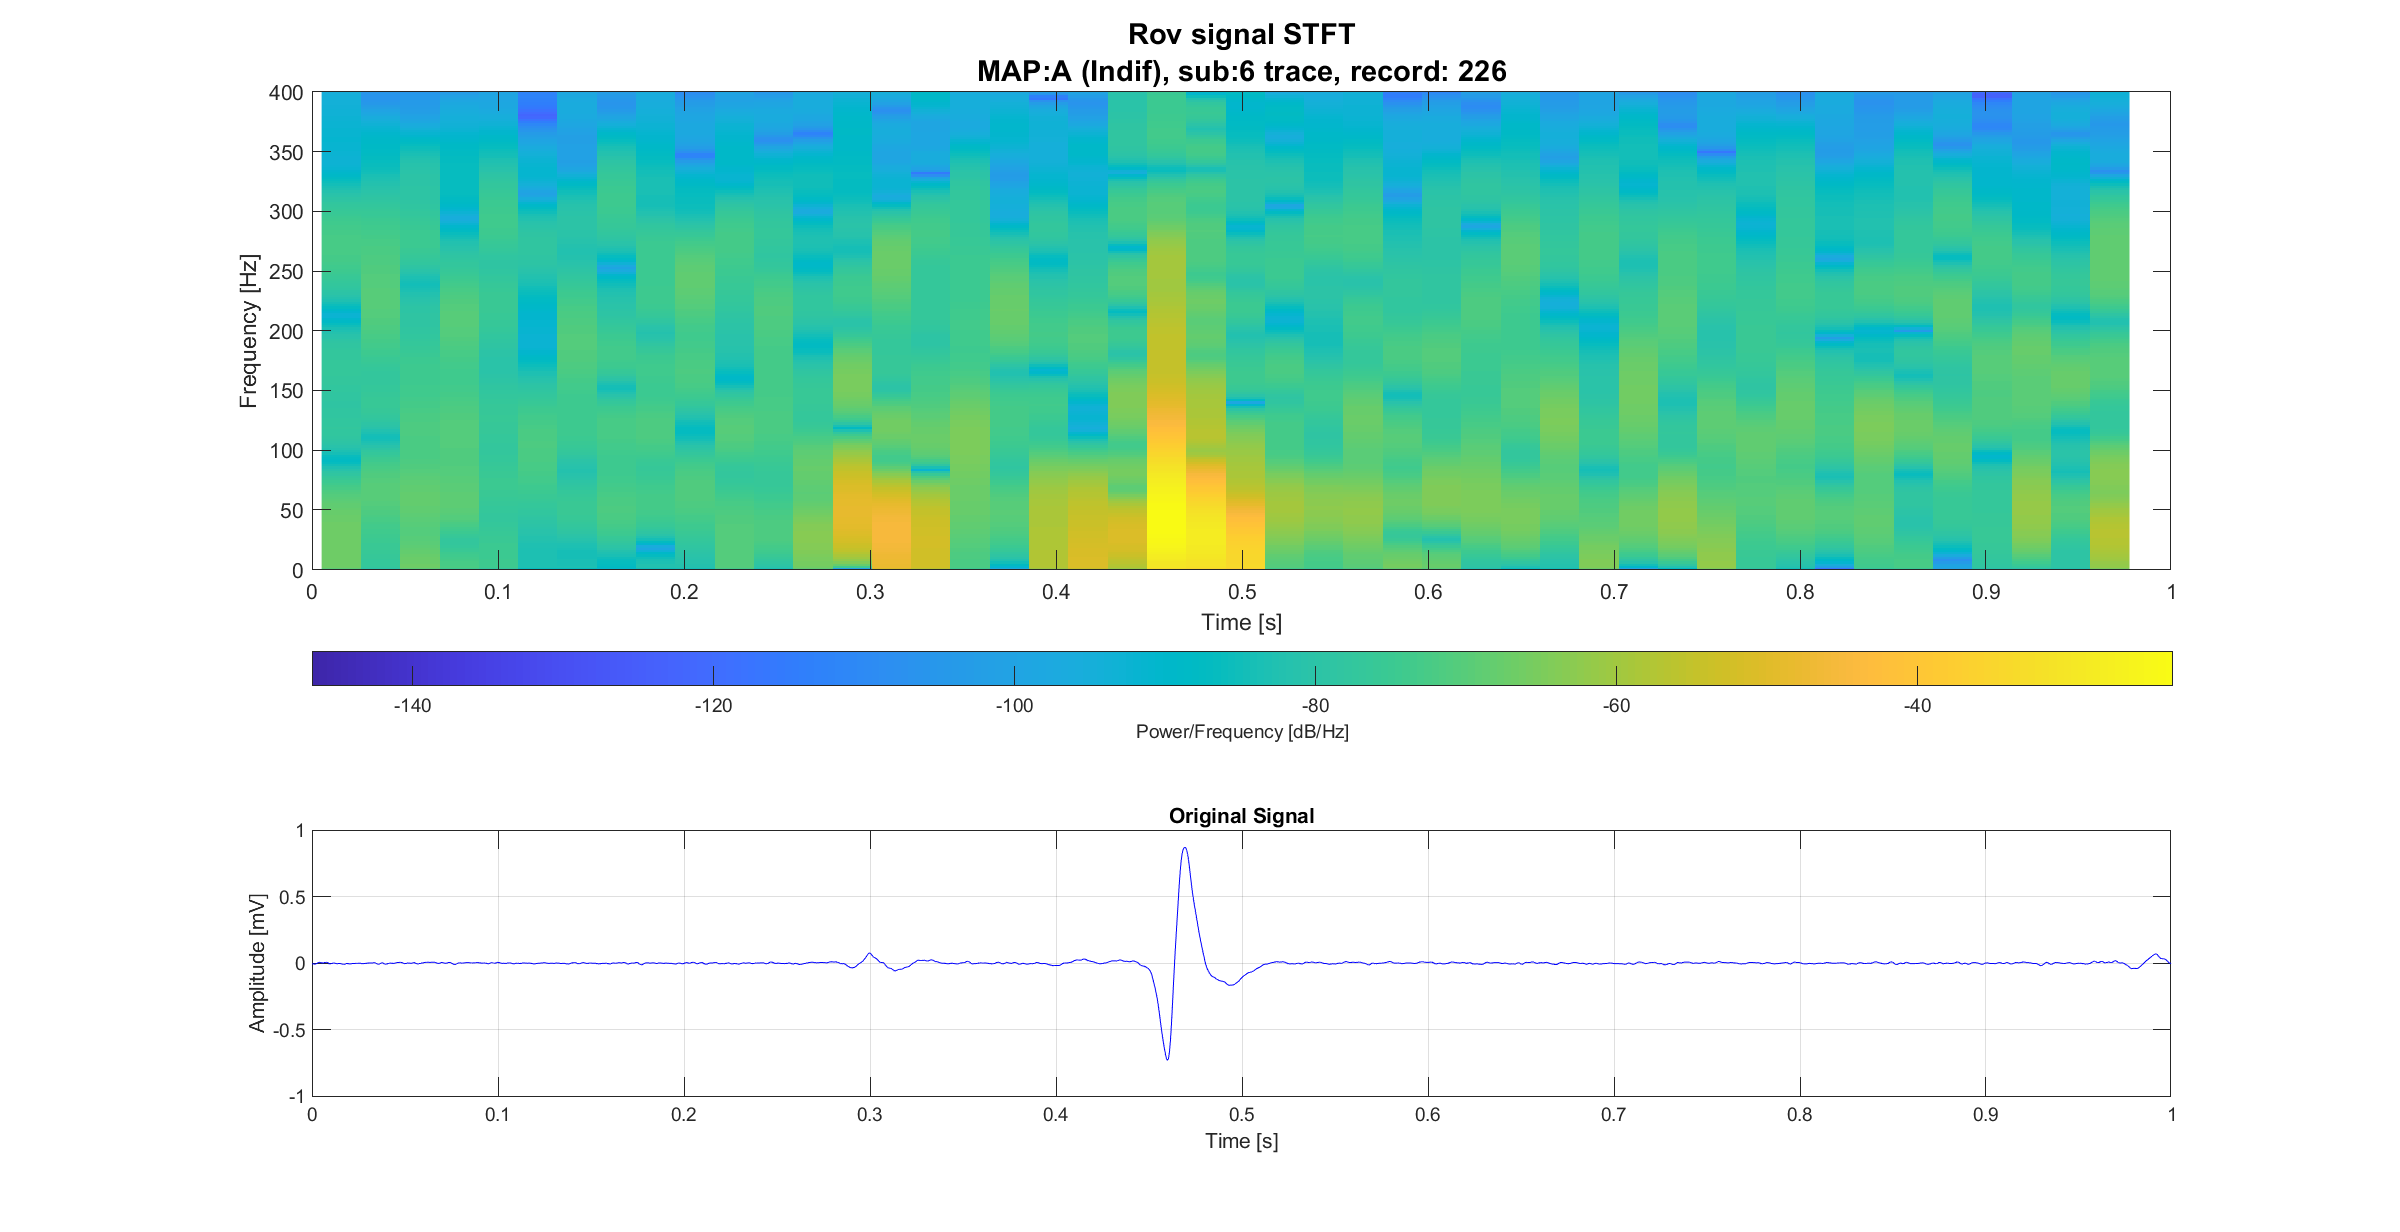 Rov signal STFT
MAP:A (Indif), sub:6 trace, record: 226
400
350
300
250
200
150
100
50
0
Frequency [Hz]
0 0.1 0.2 0.3 0.4 0.5 0.6 0.7 0.8 0.9 1
Time [s]
-140 -120 -100 -80 -60 -40
Power/Frequency [dB/Hz]
Original Signal
1
0.5
0
-0.5
-1
Amplitude [mV]
0 0.1 0.2 0.3 0.4 0.5 0.6 0.7 0.8 0.9 1
Time [s]